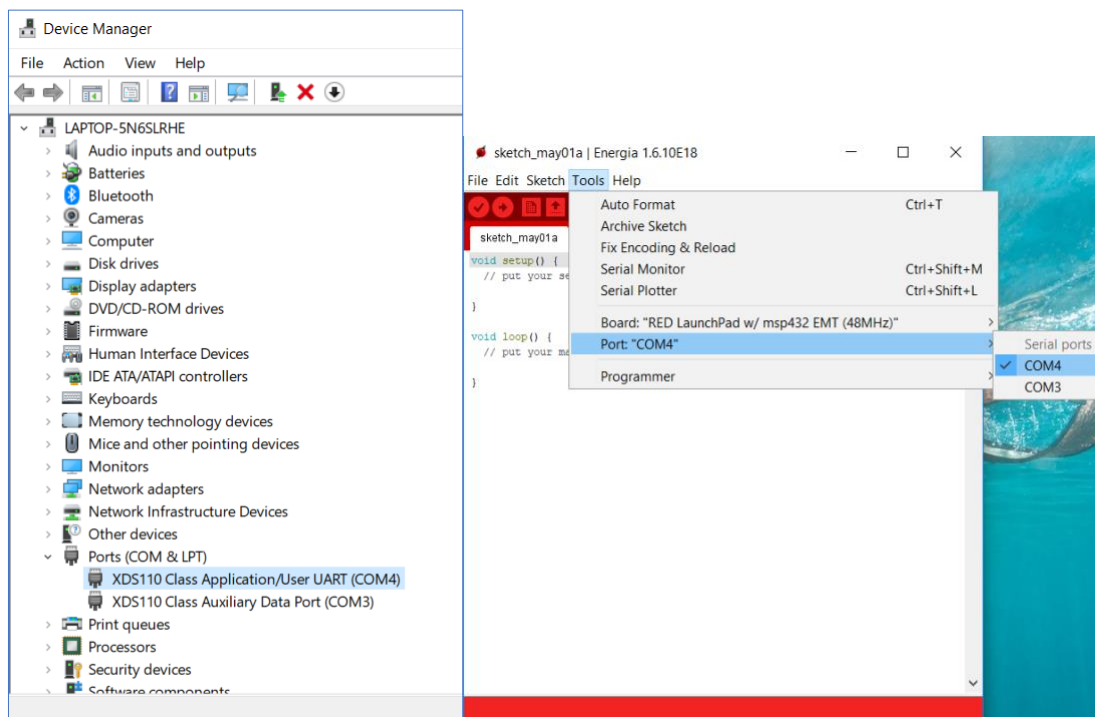 Device Manager
File Action View Help
LAPTOP-5N6SLRHE
Audio inputs and outputs
Batteries
Bluetooth
Cameras
Computer
Disk drives
Display adapters
DVD/CD-ROM drives
Firmware
Human Interface Devices
IDE ATA/ATAPI controllers
Keyboards
Memory technology devices
Mice and other pointing devices
Monitors
Network adapters
Network Infrastructure Devices
Other devices
Ports (COM & LPT)
XDS110 Class Application/User UART (COM4)
XDS110 Class Auxiliary Data Port (COM3)
Print queues
Processors
Security devices
Software components
sketch_may01a | Energia 1.6.10E18
File Edit Sketch Tools Help
sketch_may01a
void setup() {
// put your se
}
void loop() {
// put your ma
}
Auto Format Ctrl+T
Archive Sketch
Fix Encoding & Reload
Serial Monitor Ctrl+Shift+M
Serial Plotter Ctrl+Shift+L
Board: "RED LaunchPad w/ msp432 EMT (48MHz)"
Port: "COM4"
Programmer
Serial ports
COM4
COM3